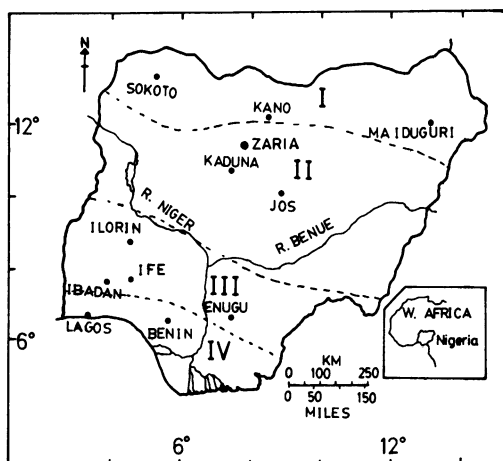 N
SOKOTO
KANO
I
12°
ZARIA
MAIDUGURI
KADUNA
II
JOS
R. NIGER
ILORIN
R. BENUE
IFE
III
IBADAN
ENUGU
W. AFRICA
LAGOS
BENIN
Nigeria
6°
IV
KM
0 100 250
0 50 150
MILES
6°
12°